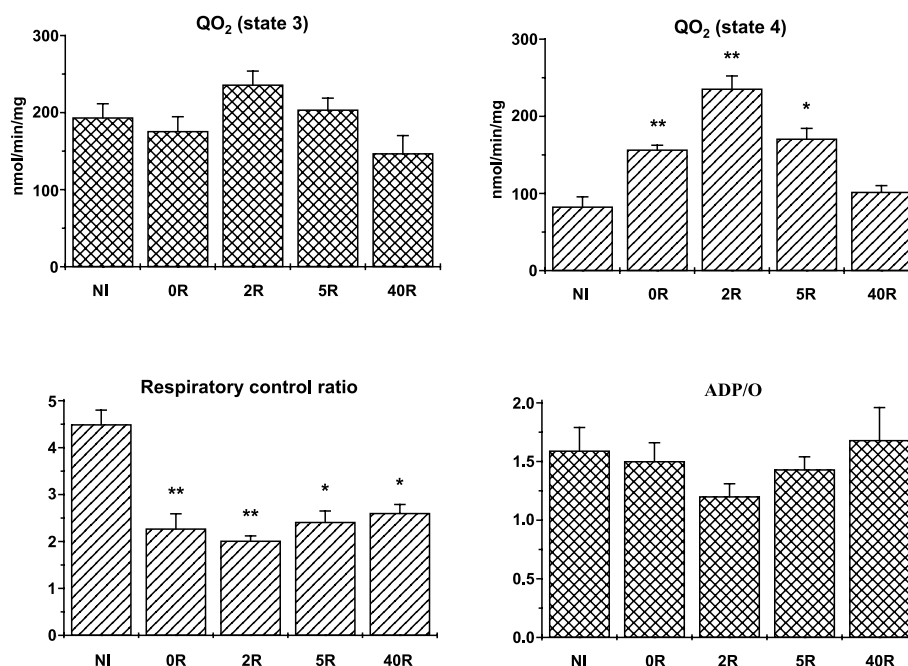 QO₂ (state 3)
300
200
100
0
nmol/min/mg
NI 0R 2R 5R 40R
QO₂ (state 4)
300
200
100
0
nmol/min/mg
**
**
*
NI 0R 2R 5R 40R
Respiratory control ratio
5
4
3
2
1
0
**
**
*
*
NI 0R 2R 5R 40R
ADP/O
2.0
1.5
1.0
0.5
0.0
NI 0R 2R 5R 40R